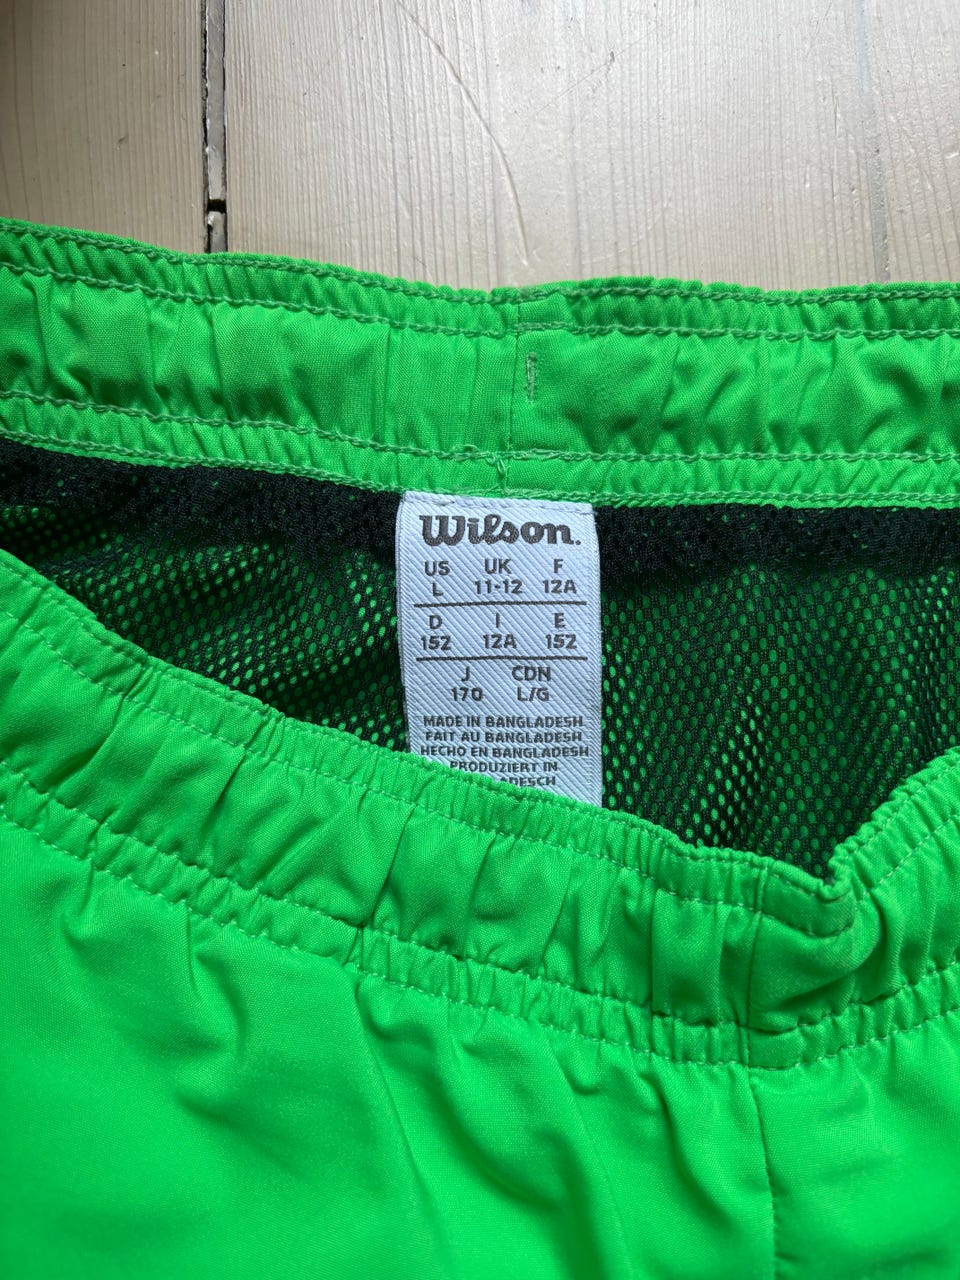 Wilson.
US UK F
L 11-12 12A
D I E
152 12A 152
J CDN
170 L/G
MADE IN BANGLADESH
FAIT AU BANGLADESH
HECHO EN BANGLADESH
PRODUZIERT IN